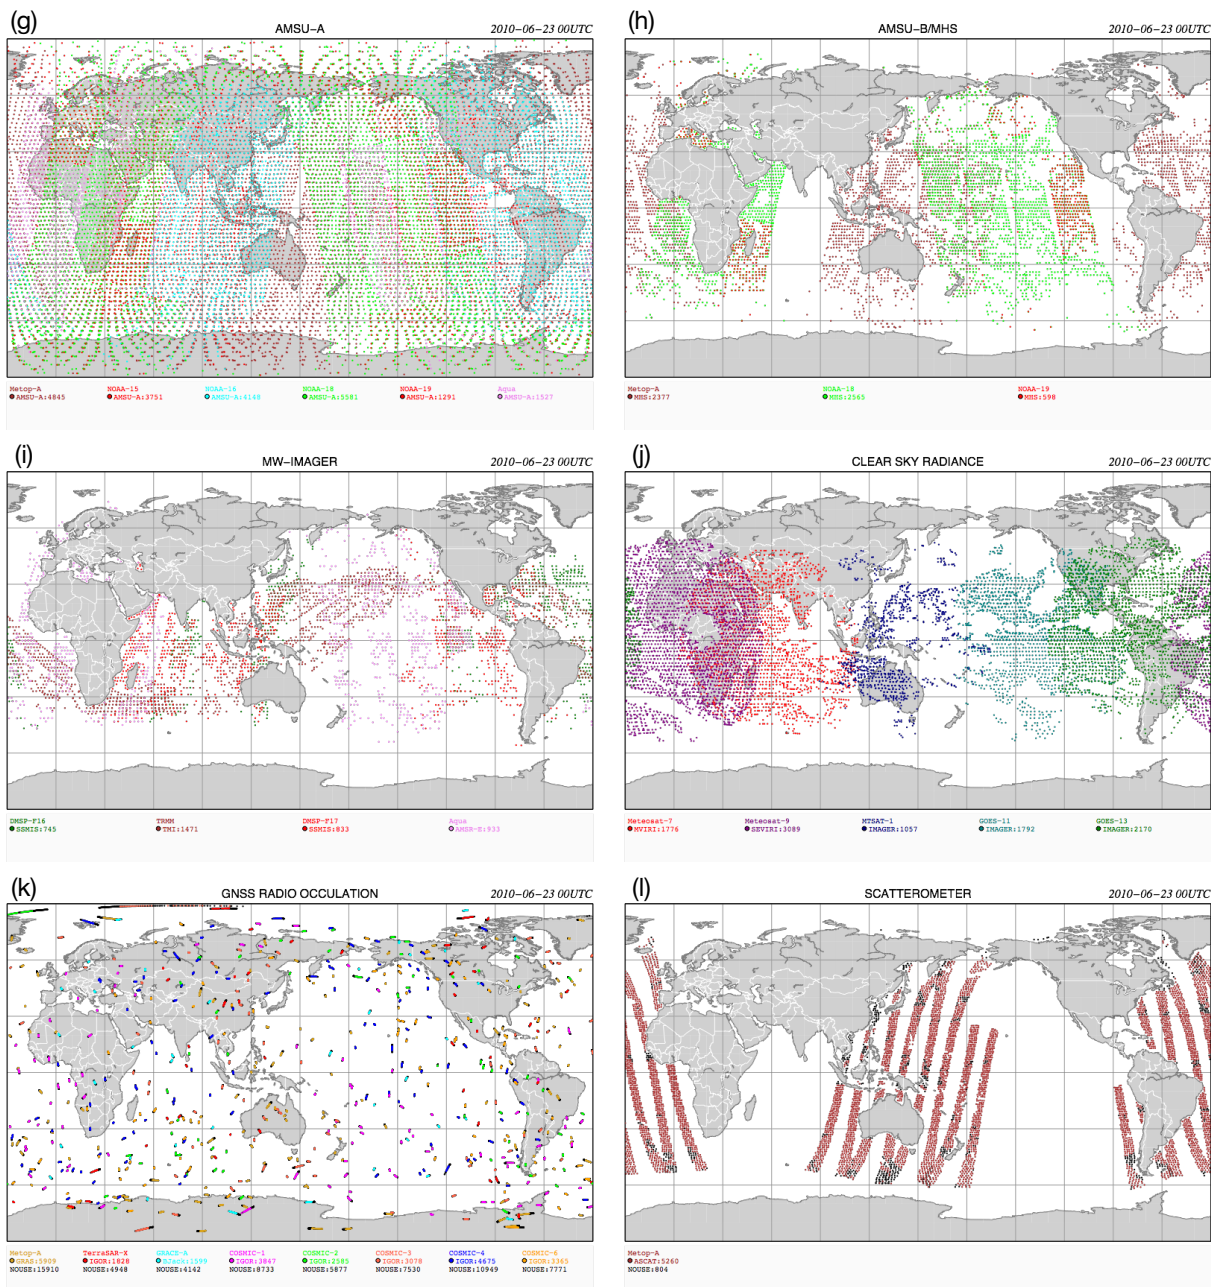 (g)
AMSU-A 2010-06-23 00UTC
Metop-A NOAA-15 NOAA-16 NOAA-18 NOAA-19 Aqua
AMSU-A:4845 AMSU-A:3751 AMSU-A:4148 AMSU-A:5581 AMSU-A:1291 AMSU-A:1527
(h)
AMSU-B/MHS 2010-06-23 00UTC
Metop-A NOAA-18 NOAA-19
MHS:2377 MHS:2565 MHS:598
(i)
MW-IMAGER 2010-06-23 00UTC
DMSP-F16 TRMM DMSP-F17 Aqua
SSMIS:745 TMI:1471 SSMIS:833 AMSR-E:933
(j)
CLEAR SKY RADIANCE 2010-06-23 00UTC
Meteosat-7 Meteosat-9 MTSAT-1 GOES-11 GOES-13
MVIRI:1776 SEVIRI:3089 IMAGER:1057 IMAGER:1792 IMAGER:2170
(k)
GNSS RADIO OCCULATION 2010-06-23 00UTC
Metop-A TerraSAR-X GRACE-A COSMIC-1 COSMIC-2 COSMIC-3 COSMIC-4 COSMIC-6
GRAS:5909 IGOR:1828 BJack:1599 IGOR:3847 IGOR:2585 IGOR:3078 IGOR:4675 IGOR:3365
NOUSE:15910 NOUSE:4948 NOUSE:4142 NOUSE:8733 NOUSE:5877 NOUSE:7530 NOUSE:10949 NOUSE:7771
(l)
SCATTEROMETER 2010-06-23 00UTC
Metop-A
ASCAT:5260
NOUSE:804